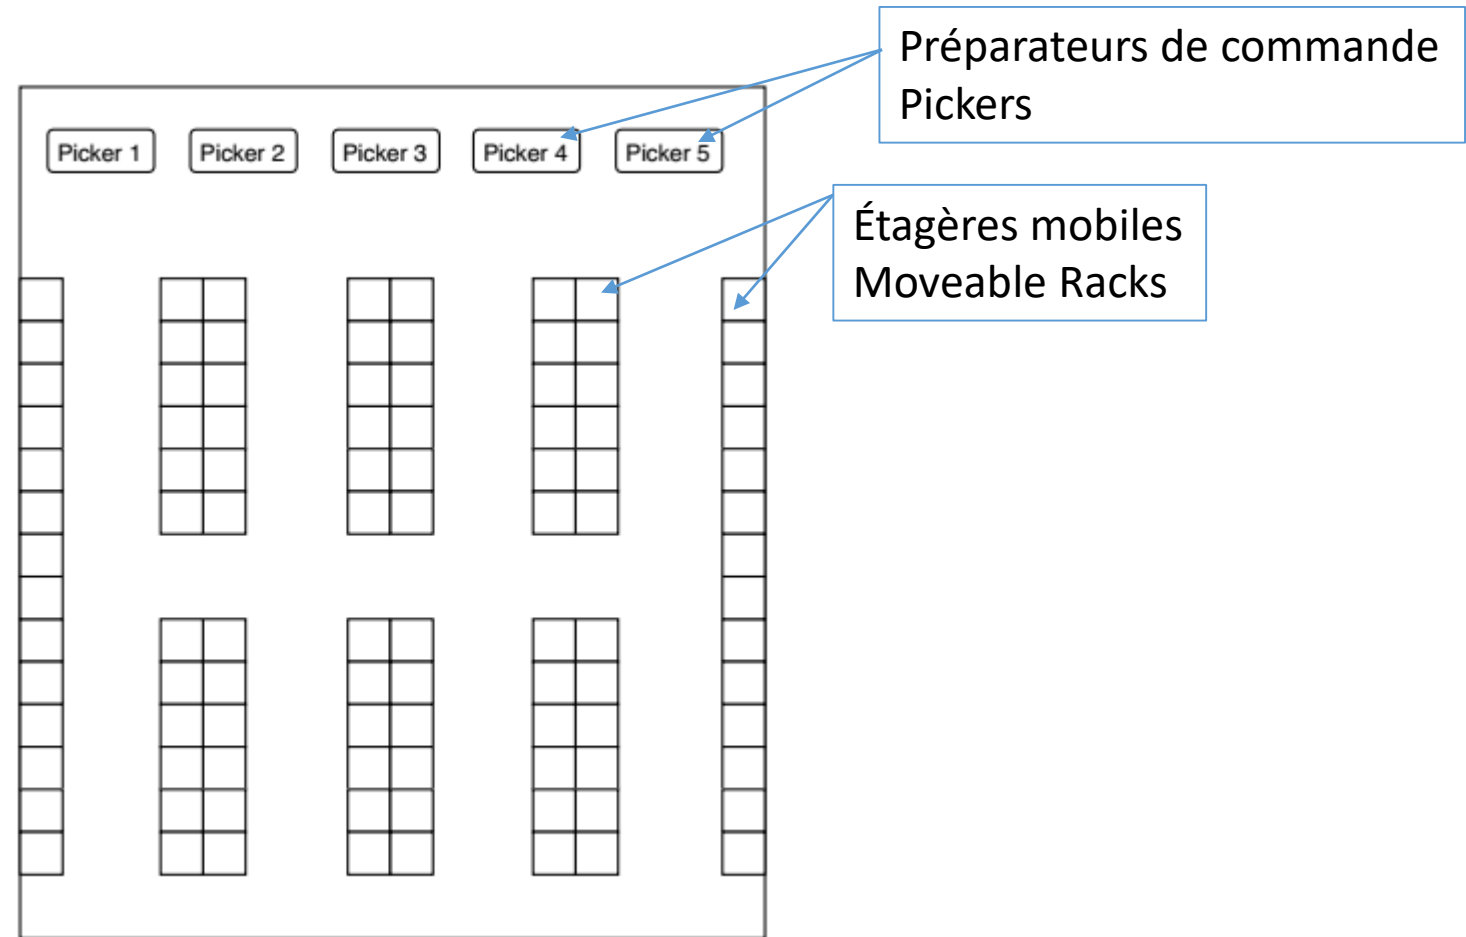 Préparateurs de commande
Pickers
Picker 1
Picker 2
Picker 3
Picker 4
Picker 5
Étagères mobiles
Moveable Racks